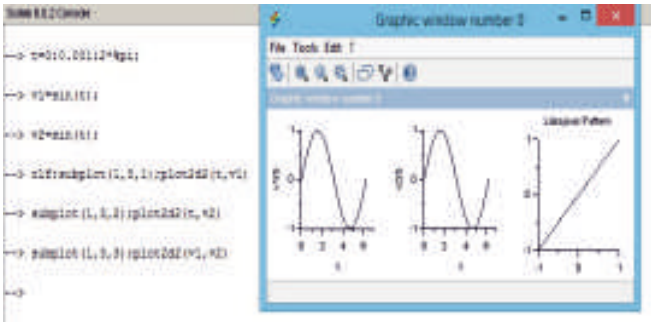 Scilab 6.0.2 Console
--> t=0:0.001:2*%pi;
--> v1=sin(t);
--> v2=sin(t);
--> clf;subplot(1,3,1);plot2d2(t,v1)
--> subplot(1,3,2);plot2d2(t,v2)
--> subplot(1,3,3);plot2d2(v1,v2)
-->
Graphic window number 0
File Tools Edit ?
Graphic window number 0
Lissajous Pattern
1 0 -1
0 2 4 6
t
1 0 -1
0 2 4 6
t
1 0 -1
-1 1